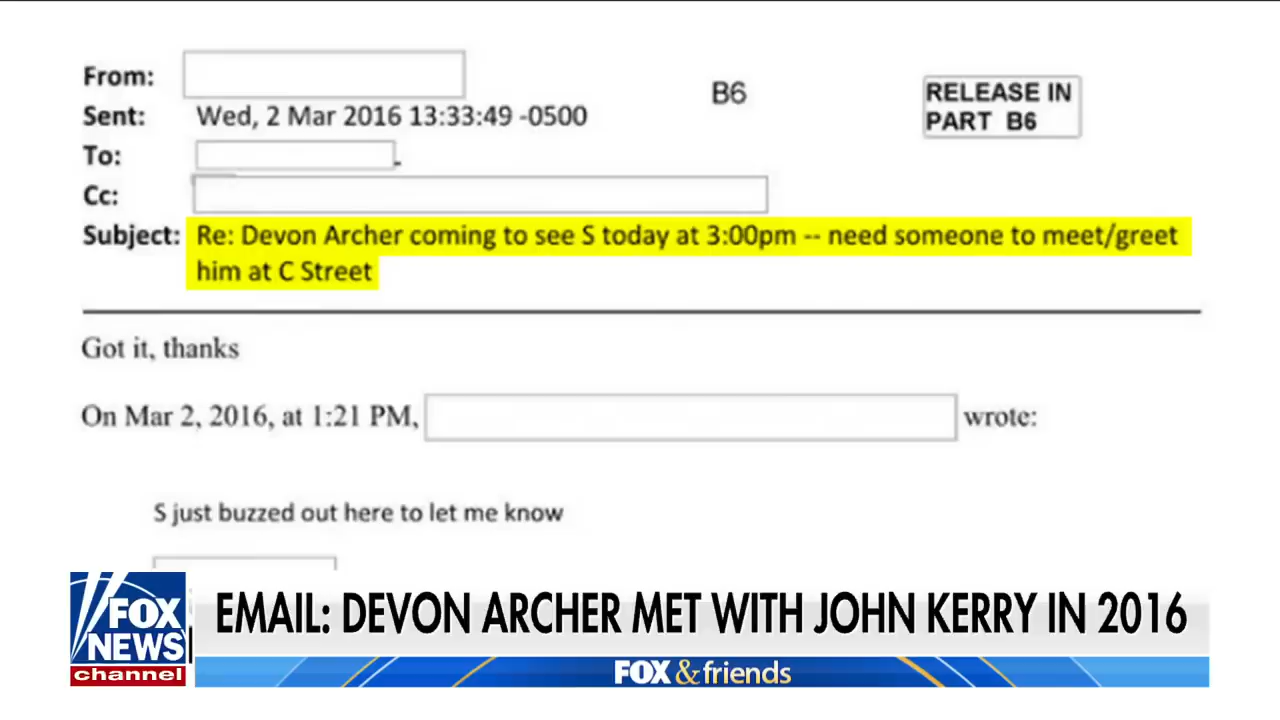 From:
B6
RELEASE IN
PART B6
Sent: Wed, 2 Mar 2016 13:33:49 -0500
To:
Cc:
Subject: Re: Devon Archer coming to see S today at 3:00pm -- need someone to meet/greet
him at C Street
Got it, thanks
On Mar 2, 2016, at 1:21 PM, wrote:
S just buzzed out here to let me know
FOX
NEWS
channel
EMAIL: DEVON ARCHER MET WITH JOHN KERRY IN 2016
FOX & friends